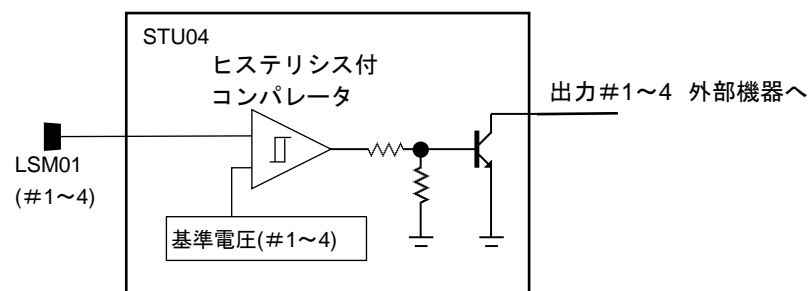 STU04
ヒステリシス付
コンパレータ
出力#1～4 外部機器へ
LSM01
(#1～4)
基準電圧(#1～4)